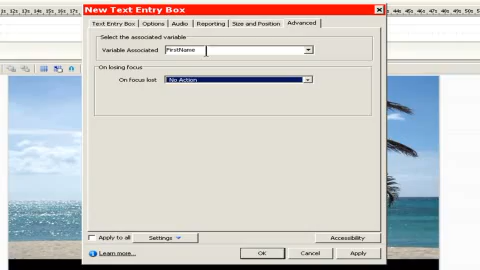 New Text Entry Box
Text Entry Box Options Audio Reporting Size and Position Advanced
Select the associated variable
Variable Associated FirstName
On losing focus
On focus lost No Action
Apply to all Settings Accessibility
Learn more... OK Cancel Apply